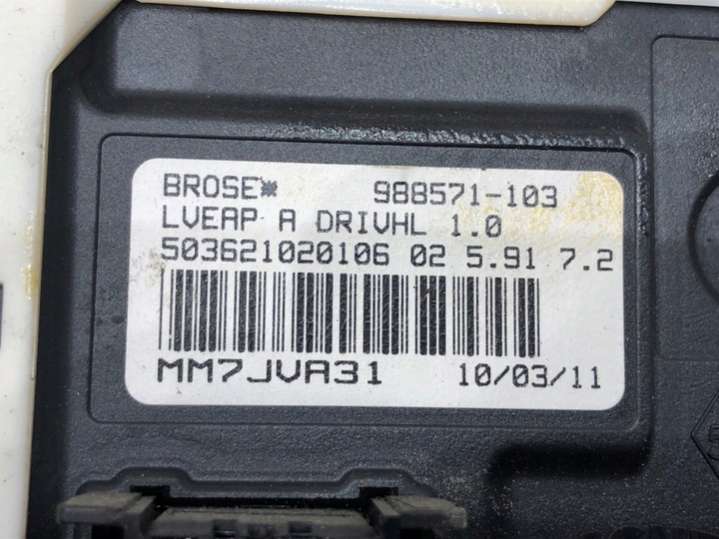 BROSE* 988571-103
LVEAP A DRIVHL 1.0
503621020106 02 5.91 7.2
MM7JVA31 10/03/11